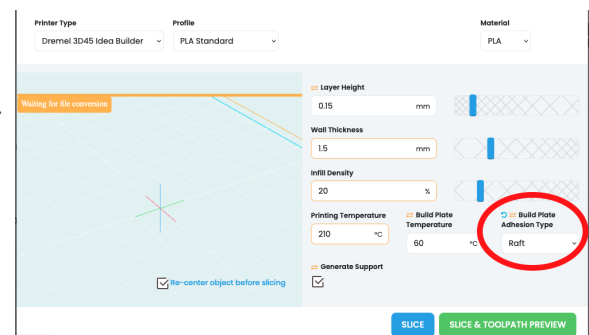 Printer Type
Profile
Material
Dremel 3D45 Idea Builder
PLA Standard
PLA
Waiting for file conversion
Layer Height
0.15 mm
Wall Thickness
1.5 mm
Infill Density
20 %
Printing Temperature
210 °C
Build Plate
Temperature
60 °C
Build Plate
Adhesion Type
Raft
Generate Support
Re-center object before slicing
SLICE
SLICE & TOOLPATH PREVIEW